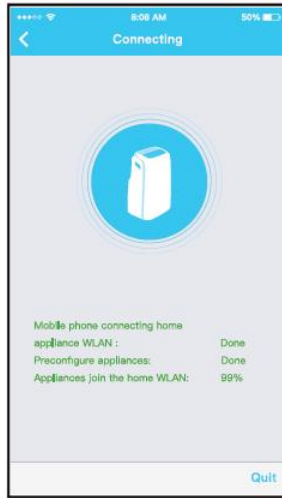 8:08 AM 50%
Connecting
Mobile phone connecting home
appliance WLAN : Done
Preconfigure appliances: Done
Appliances join the home WLAN: 99%
Quit